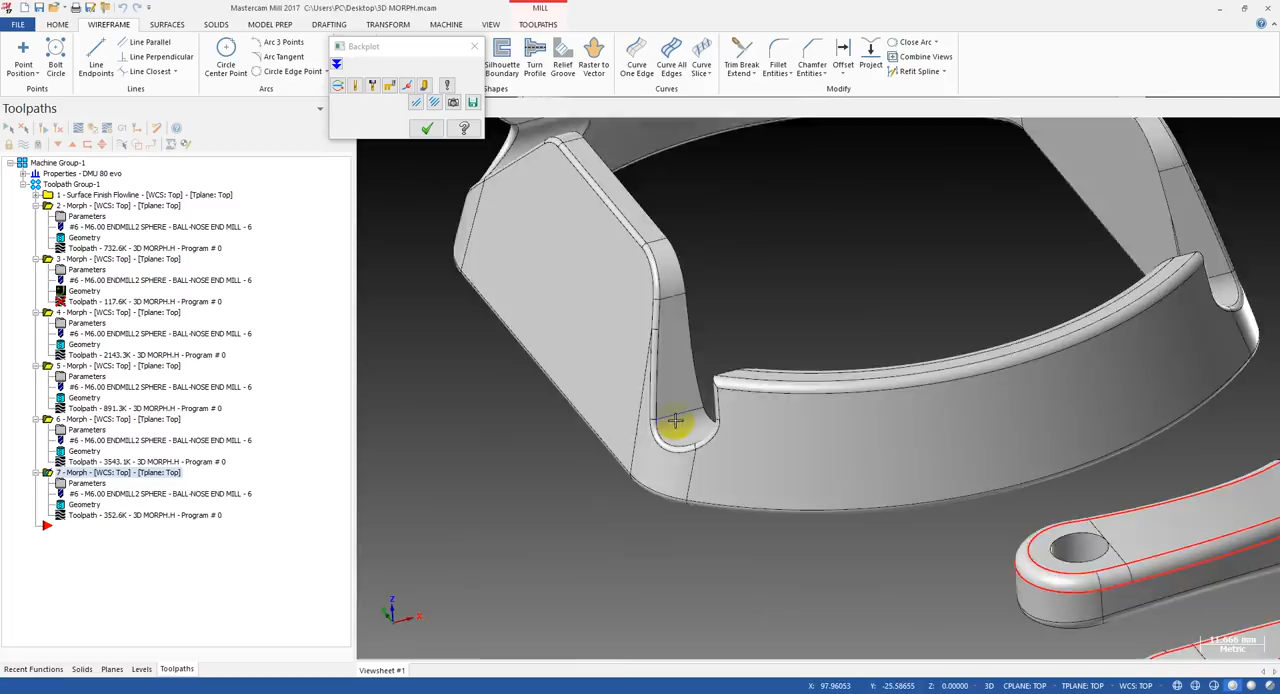 Mastercam Mill 2017 C:\Users\PC\Desktop\3D MORPH.mcam
MILL
FILE HOME WIREFRAME SURFACES SOLIDS MODEL PREP DRAFTING TRANSFORM MACHINE VIEW TOOLPATHS
Point Position
Bolt Circle
Points
Line Endpoints
Line Parallel
Line Perpendicular
Line Closest
Lines
Circle Center Point
Arc 3 Points
Arc Tangent
Circle Edge Point
Arcs
Silhouette Boundary
Turn Profile
Relief Groove
Raster to Vector
Shapes
Curve One Edge
Curve All Edges
Curve Slice
Curves
Trim Break Extend
Fillet Entities
Chamfer Entities
Offset
Project
Close Arc
Combine Views
Refit Spline
Modify
Backplot
Toolpaths
G1
Machine Group-1
Properties - DMU 80 evo
Toolpath Group-1
1 - Surface Finish Flowline - [WCS: Top] - [Tplane: Top]
2 - Morph - [WCS: Top] - [Tplane: Top]
Parameters
#6 - M6.00 ENDMILL2 SPHERE - BALL-NOSE END MILL - 6
Geometry
Toolpath - 732.6K - 3D MORPH.H - Program # 0
3 - Morph - [WCS: Top] - [Tplane: Top]
Parameters
#6 - M6.00 ENDMILL2 SPHERE - BALL-NOSE END MILL - 6
Geometry
Toolpath - 117.6K - 3D MORPH.H - Program # 0
4 - Morph - [WCS: Top] - [Tplane: Top]
Parameters
#6 - M6.00 ENDMILL2 SPHERE - BALL-NOSE END MILL - 6
Geometry
Toolpath - 2143.3K - 3D MORPH.H - Program # 0
5 - Morph - [WCS: Top] - [Tplane: Top]
Parameters
#6 - M6.00 ENDMILL2 SPHERE - BALL-NOSE END MILL - 6
Geometry
Toolpath - 891.3K - 3D MORPH.H - Program # 0
6 - Morph - [WCS: Top] - [Tplane: Top]
Parameters
#6 - M6.00 ENDMILL2 SPHERE - BALL-NOSE END MILL - 6
Geometry
Toolpath - 3543.1K - 3D MORPH.H - Program # 0
7 - Morph - [WCS: Top] - [Tplane: Top]
Parameters
#6 - M6.00 ENDMILL2 SPHERE - BALL-NOSE END MILL - 6
Geometry
Toolpath - 352.6K - 3D MORPH.H - Program # 0
Z
X
11.666 mm
Metric
Recent Functions Solids Planes Levels Toolpaths
Viewsheet #1
X: 97.96053 Y: -25.58655 Z: 0.00000 3D CPLANE: TOP TPLANE: TOP WCS: TOP